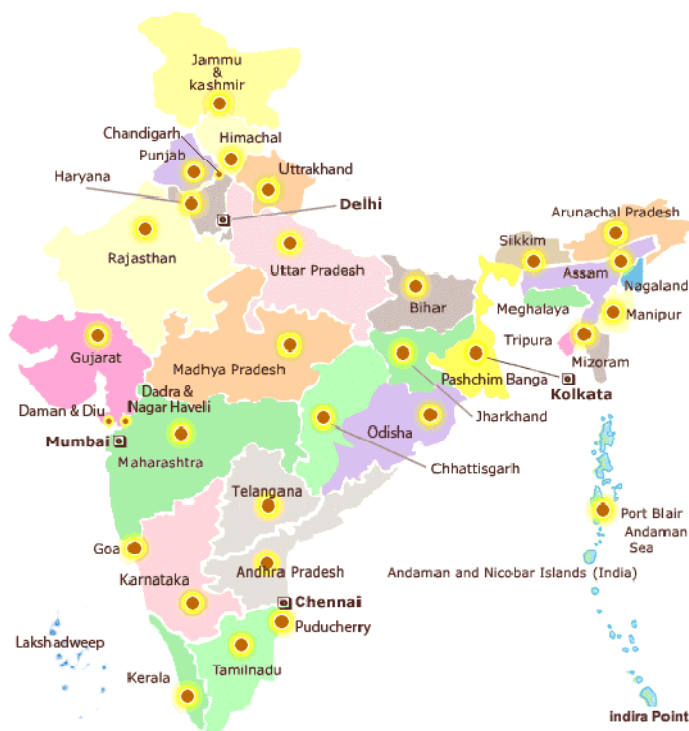 Jammu
&
kashmir
Chandigarh
Himachal
Punjab
Uttrakhand
Haryana
Delhi
Arunachal Pradesh
Sikkim
Rajasthan
Uttar Pradesh
Assam
Nagaland
Bihar
Meghalaya
Manipur
Tripura
Gujarat
Mizoram
Madhya Pradesh
Pashchim Banga
Kolkata
Dadra &
Nagar Haveli
Daman & Diu
Jharkhand
Mumbai
Odisha
Maharashtra
Chhattisgarh
Telangana
Port Blair
Andaman
Sea
Goa
Andhra Pradesh
Andaman and Nicobar Islands (India)
Karnataka
Chennai
Puducherry
Lakshadweep
Tamilnadu
Kerala
indira Point